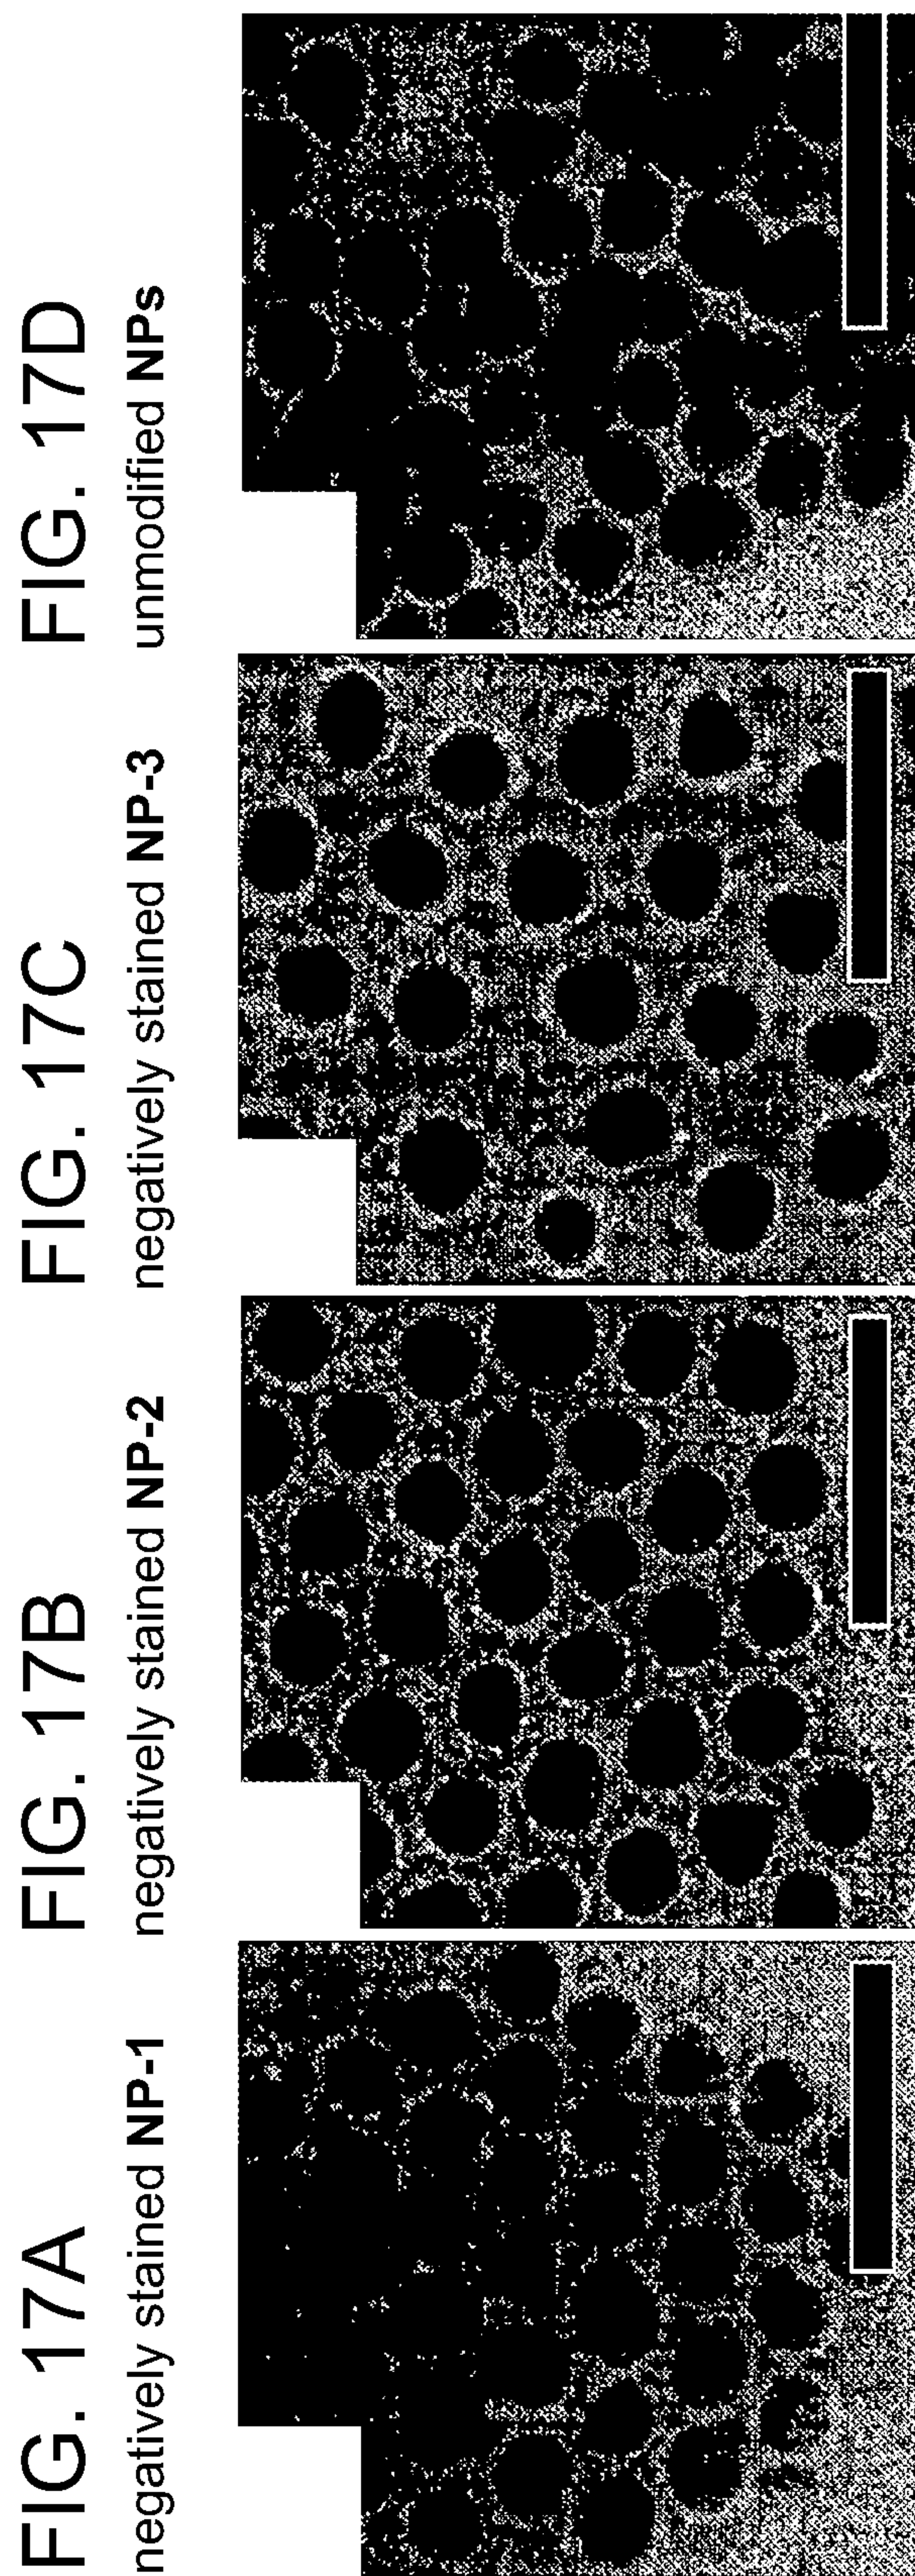 FIG. 17A
negatively stained NP-1
FIG. 17B
negatively stained NP-2
FIG. 17C
negatively stained NP-3
FIG. 17D
unmodified NPs